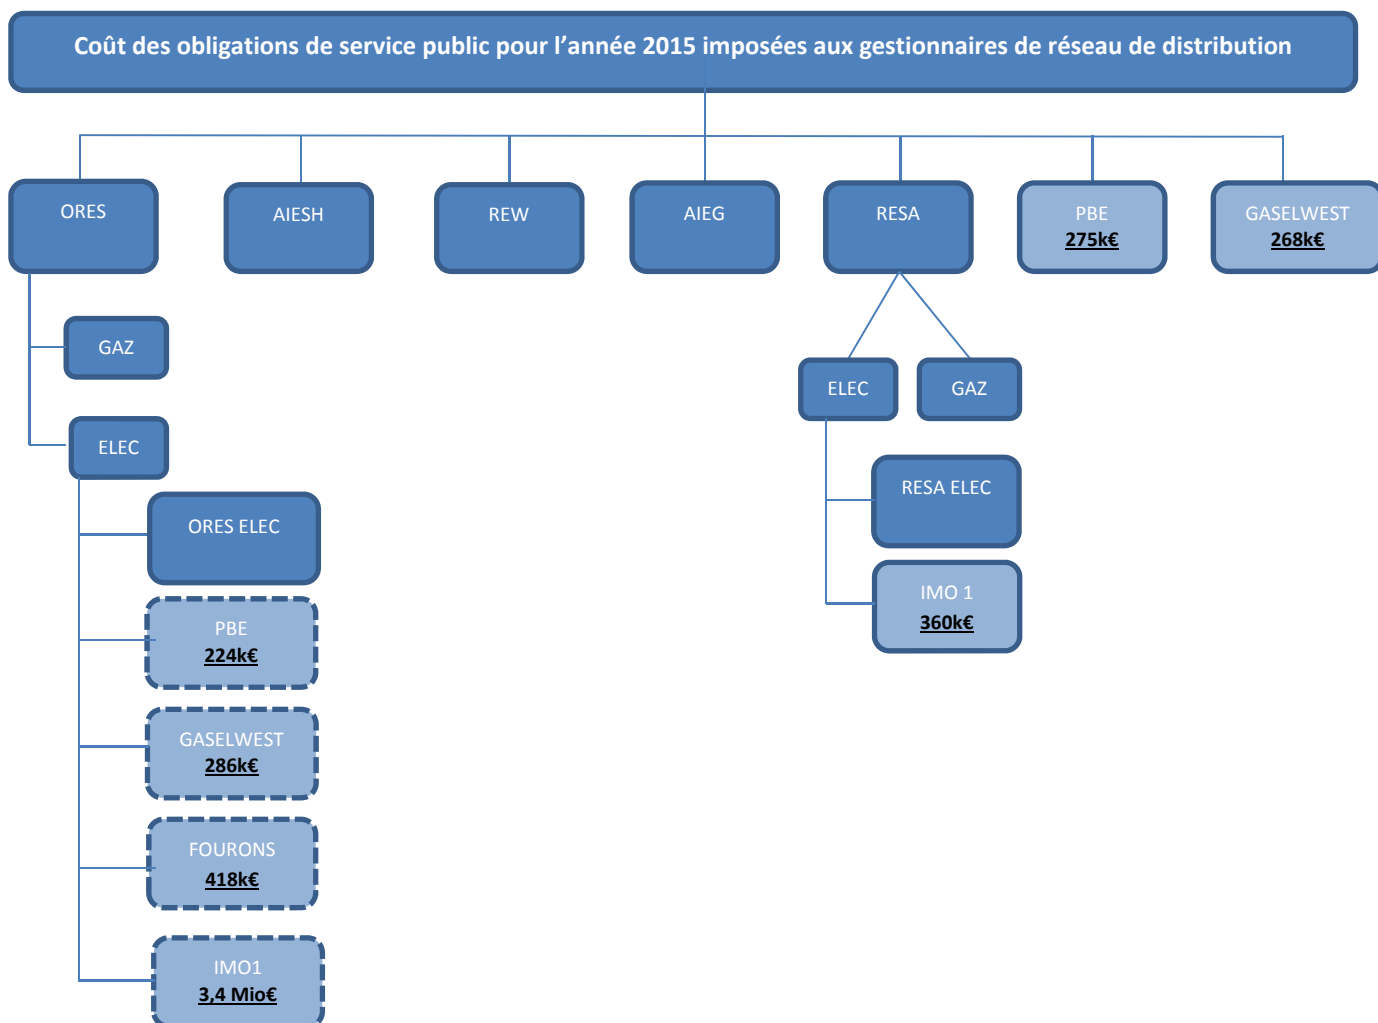 Coût des obligations de service public pour l’année 2015 imposées aux gestionnaires de réseau de distribution
ORES
AIESH
REW
AIEG
RESA
PBE
275k€
GASELWEST
268k€
GAZ
ELEC
ELEC
GAZ
RESA ELEC
IMO 1
360k€
ORES ELEC
PBE
224k€
GASELWEST
286k€
FOURONS
418k€
IMO1
3,4 Mio€